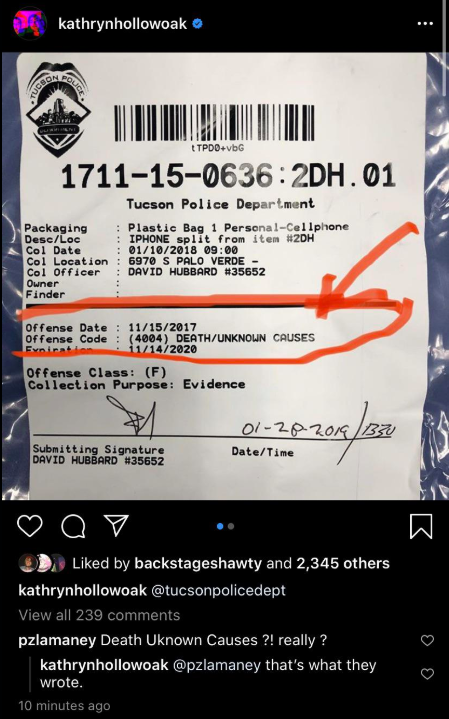 kathrynhollowoak
TUCSON POLICE
tTPD0+vbG
1711-15-0636:2DH.01
Tucson Police Department
Packaging : Plastic Bag 1 Personal-Cellphone
Desc/Loc : IPHONE split from item #2DH
Col Date : 01/10/2018 09:00
Col Location : 6970 S PALO VERDE -
Col Officer : DAVID HUBBARD #35652
Owner :
Finder :
Offense Date : 11/15/2017
Offense Code : (4004) DEATH/UNKNOWN CAUSES
Expiration : 11/14/2020
Offense Class: (F)
Collection Purpose: Evidence
01-28-2019/1330
Submitting Signature Date/Time
DAVID HUBBARD #35652
Liked by backstageshawty and 2,345 others
kathrynhollowoak @tucsonpolicedept
View all 239 comments
pzlamaney Death Uknown Causes ?! really ?
kathrynhollowoak @pzlamaney that's what they
wrote.
10 minutes ago